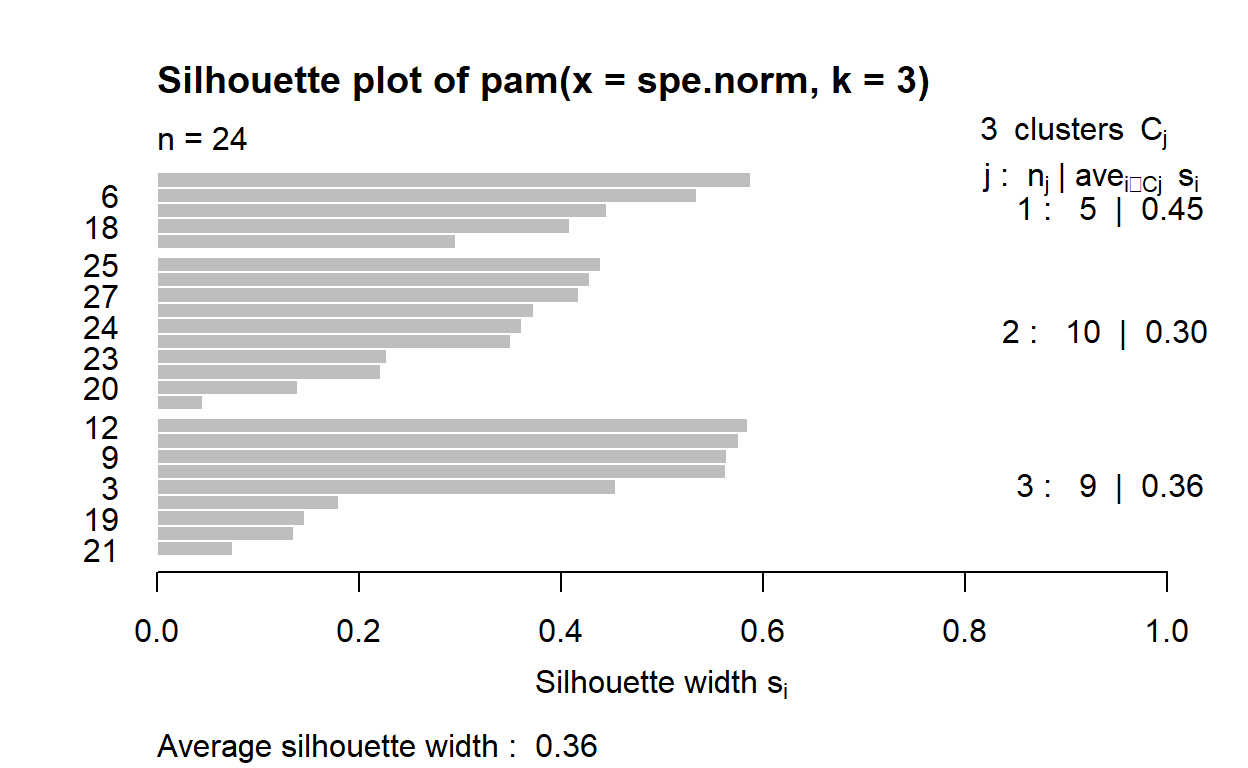 Silhouette plot of pam(x = spe.norm, k = 3)
n = 24
3 clusters Cj
j : nj | avei□Cj si
1 : 5 | 0.45
2 : 10 | 0.30
3 : 9 | 0.36
6
18
25
27
24
23
20
12
9
3
19
21
0.0 0.2 0.4 0.6 0.8 1.0
Silhouette width si
Average silhouette width : 0.36